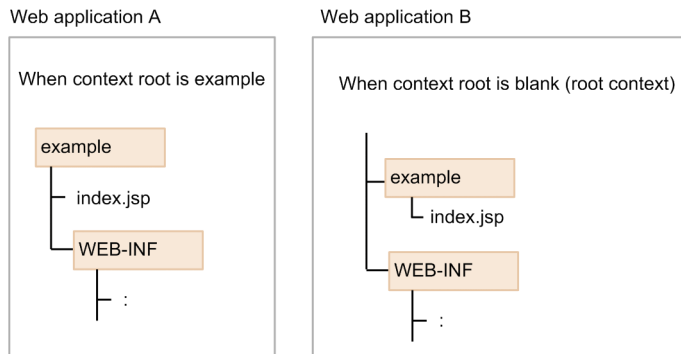 Web application A
When context root is example
example
index.jsp
WEB-INF
:
Web application B
When context root is blank (root context)
example
index.jsp
WEB-INF
: